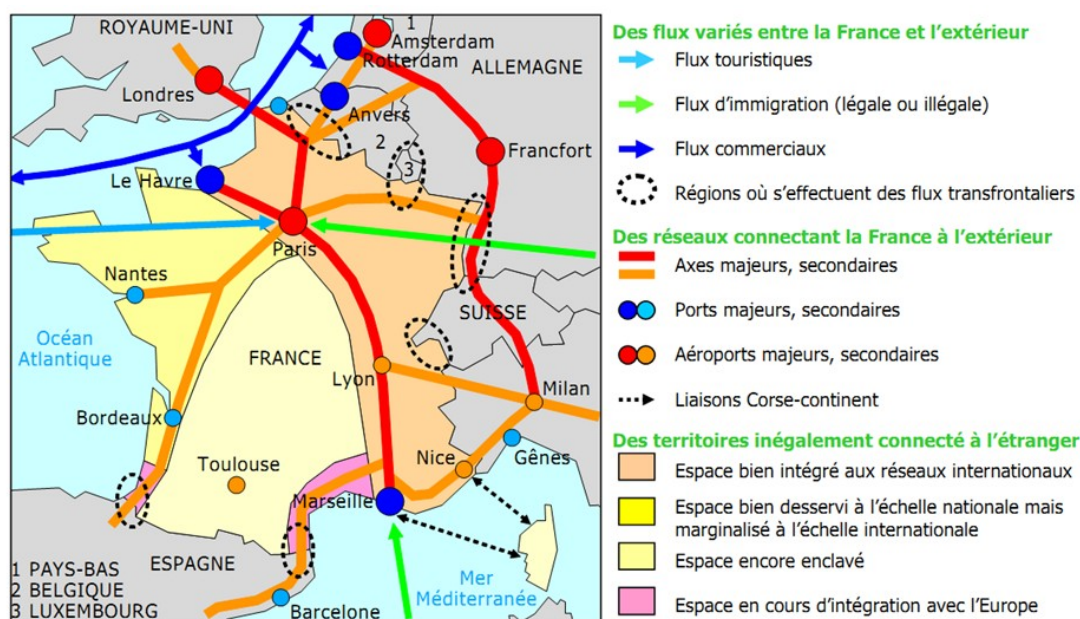 ROYAUME-UNI
1
Amsterdam
Rotterdam
ALLEMAGNE
Londres
Anvers
2
Francfort
3
Le Havre
Paris
Nantes
SUISSE
Océan
Atlantique
FRANCE
Lyon
Milan
Bordeaux
Toulouse
Nice
Gênes
Marseille
ESPAGNE
1 PAYS-BAS
2 BELGIQUE
3 LUXEMBOURG
Barcelone
Mer
Méditerranée
Des flux variés entre la France et l'extérieur
Flux touristiques
Flux d'immigration (légale ou illégale)
Flux commerciaux
Régions où s'effectuent des flux transfrontaliers
Des réseaux connectant la France à l'extérieur
Axes majeurs, secondaires
Ports majeurs, secondaires
Aéroports majeurs, secondaires
Liaisons Corse-continent
Des territoires inégalement connecté à l'étranger
Espace bien intégré aux réseaux internationaux
Espace bien desservi à l'échelle nationale mais
marginalisé à l'échelle internationale
Espace encore enclavé
Espace en cours d'intégration avec l'Europe